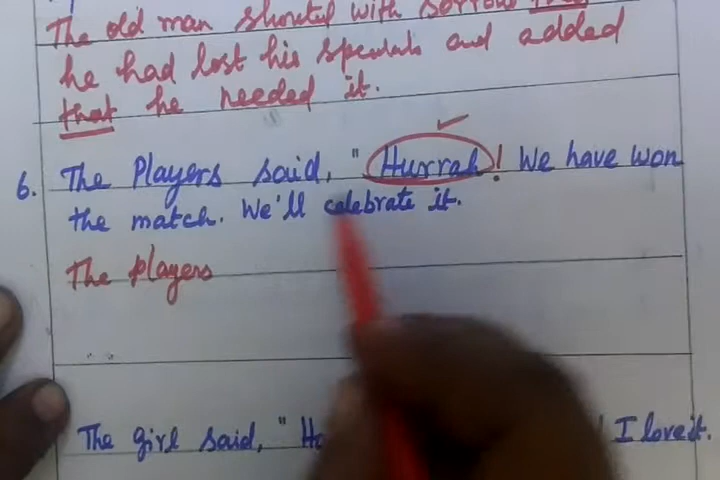 The old man shouted with sorrow that
he had lost his spectals and added
that he needed it.
6. The Players said, " Hurrah! We have won
the match. We'll celebrate it.
The players
The girl said, " I love it.